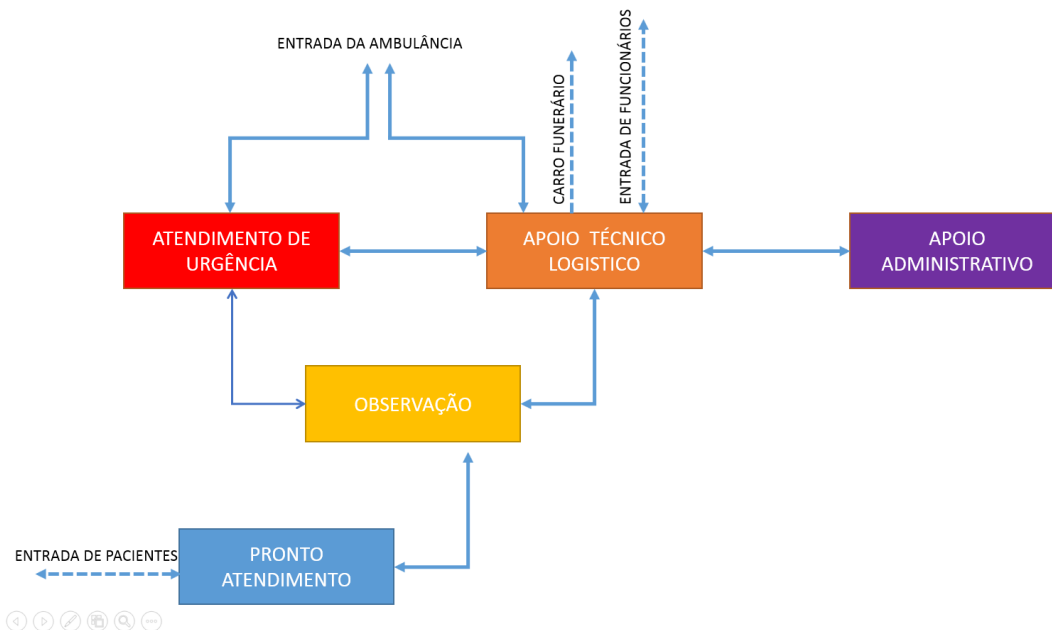 ENTRADA DA AMBULÂNCIA
CARRO FUNERÁRIO
ENTRADA DE FUNCIONÁRIOS
ATENDIMENTO DE
URGÊNCIA
APOIO TÉCNICO
LOGISTICO
APOIO
ADMINISTRATIVO
OBSERVAÇÃO
ENTRADA DE PACIENTES
PRONTO
ATENDIMENTO